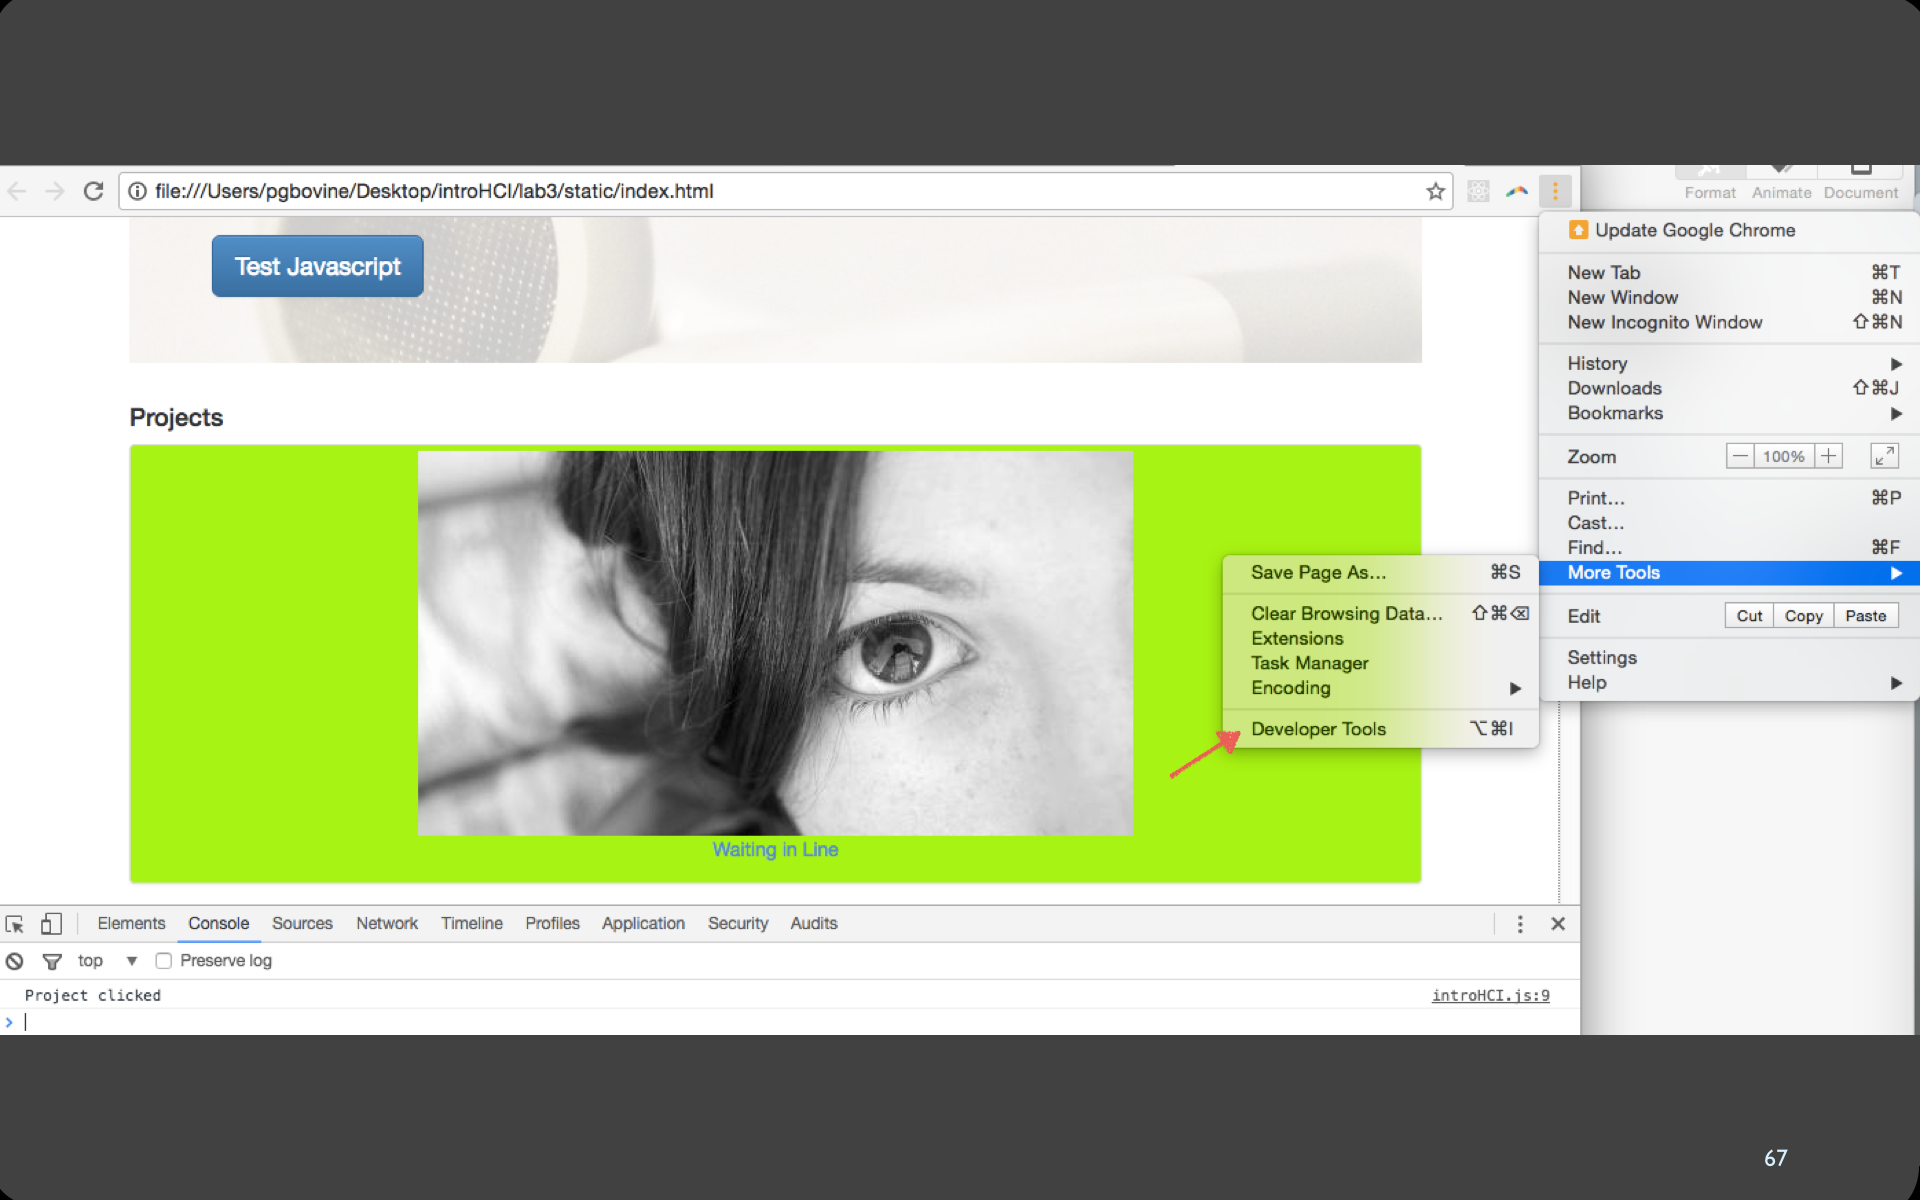 file:///Users/pgbovine/Desktop/introHCI/lab3/static/index.html
Format Animate Document
Test Javascript
Projects
Waiting in Line
Update Google Chrome
New Tab ⌘T
New Window ⌘N
New Incognito Window ⇧⌘N
History ▶
Downloads ⇧⌘J
Bookmarks ▶
Zoom − 100% +
Print... ⌘P
Cast...
Find... ⌘F
More Tools ▶
Edit Cut Copy Paste
Settings
Help ▶
Save Page As... ⌘S
Clear Browsing Data... ⇧⌘⌫
Extensions
Task Manager
Encoding ▶
Developer Tools ⌥⌘I
Elements Console Sources Network Timeline Profiles Application Security Audits
top ▼ Preserve log
Project clicked introHCI.js:9
>
67